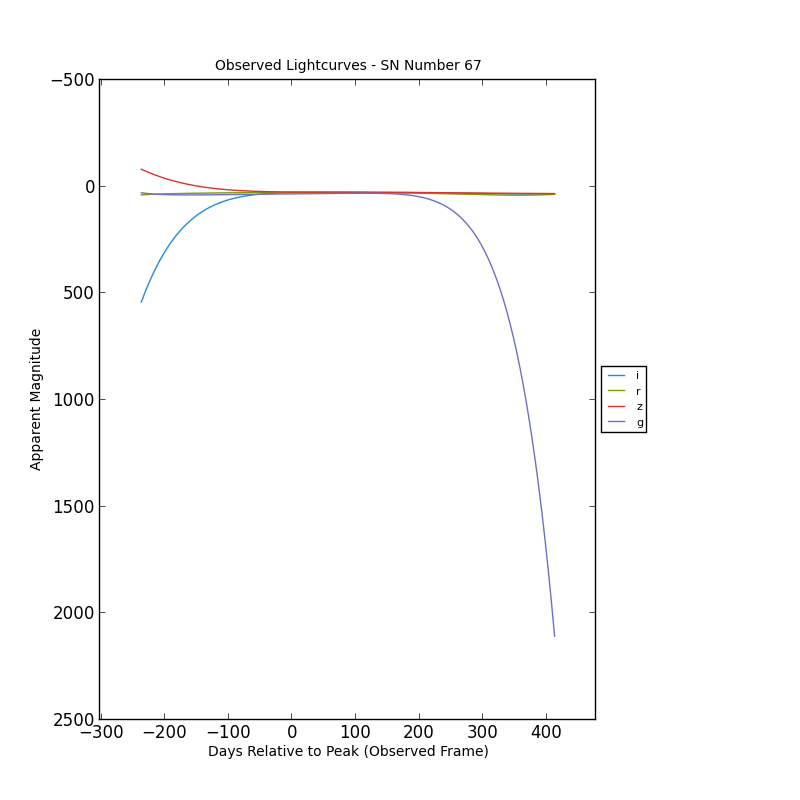 Observed Lightcurves - SN Number 67
−500
0
500
1000
1500
2000
2500
Apparent Magnitude
−300 −200 −100 0 100 200 300 400
Days Relative to Peak (Observed Frame)
i
r
z
g